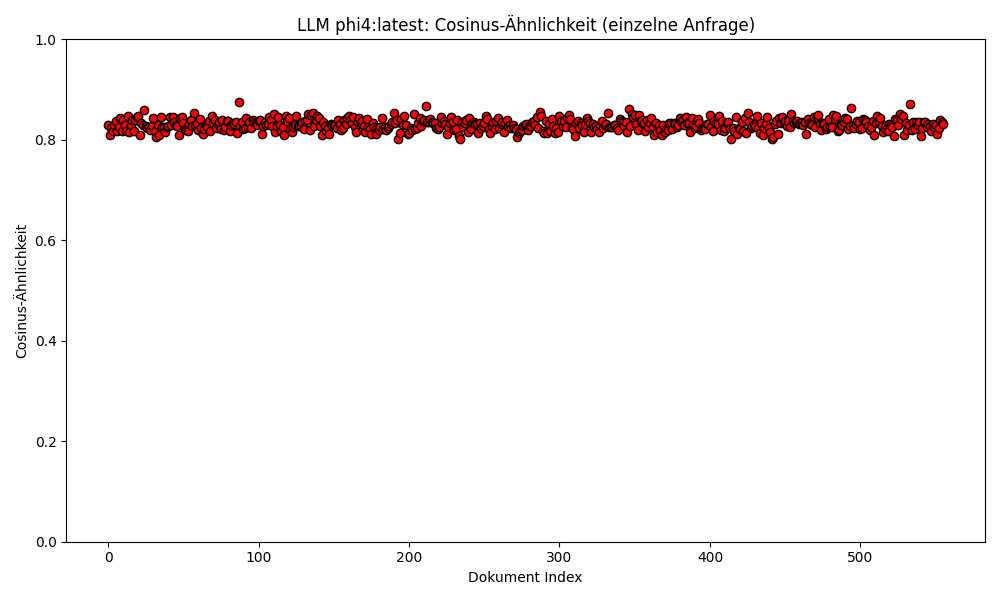 LLM phi4:latest: Cosinus-Ähnlichkeit (einzelne Anfrage)
1.0
0.8
0.6
0.4
0.2
0.0
Cosinus-Ähnlichkeit
0 100 200 300 400 500
Dokument Index